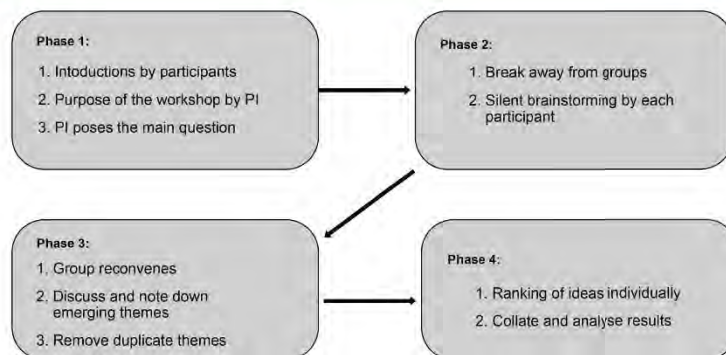 Phase 1:
1. Intoductions by participants
2. Purpose of the workshop by PI
3. PI poses the main question
Phase 2:
1. Break away from groups
2. Silent brainstorming by each
participant
Phase 3:
1. Group reconvenes
2. Discuss and note down
emerging themes
3. Remove duplicate themes
Phase 4:
1. Ranking of ideas individually
2. Collate and analyse results